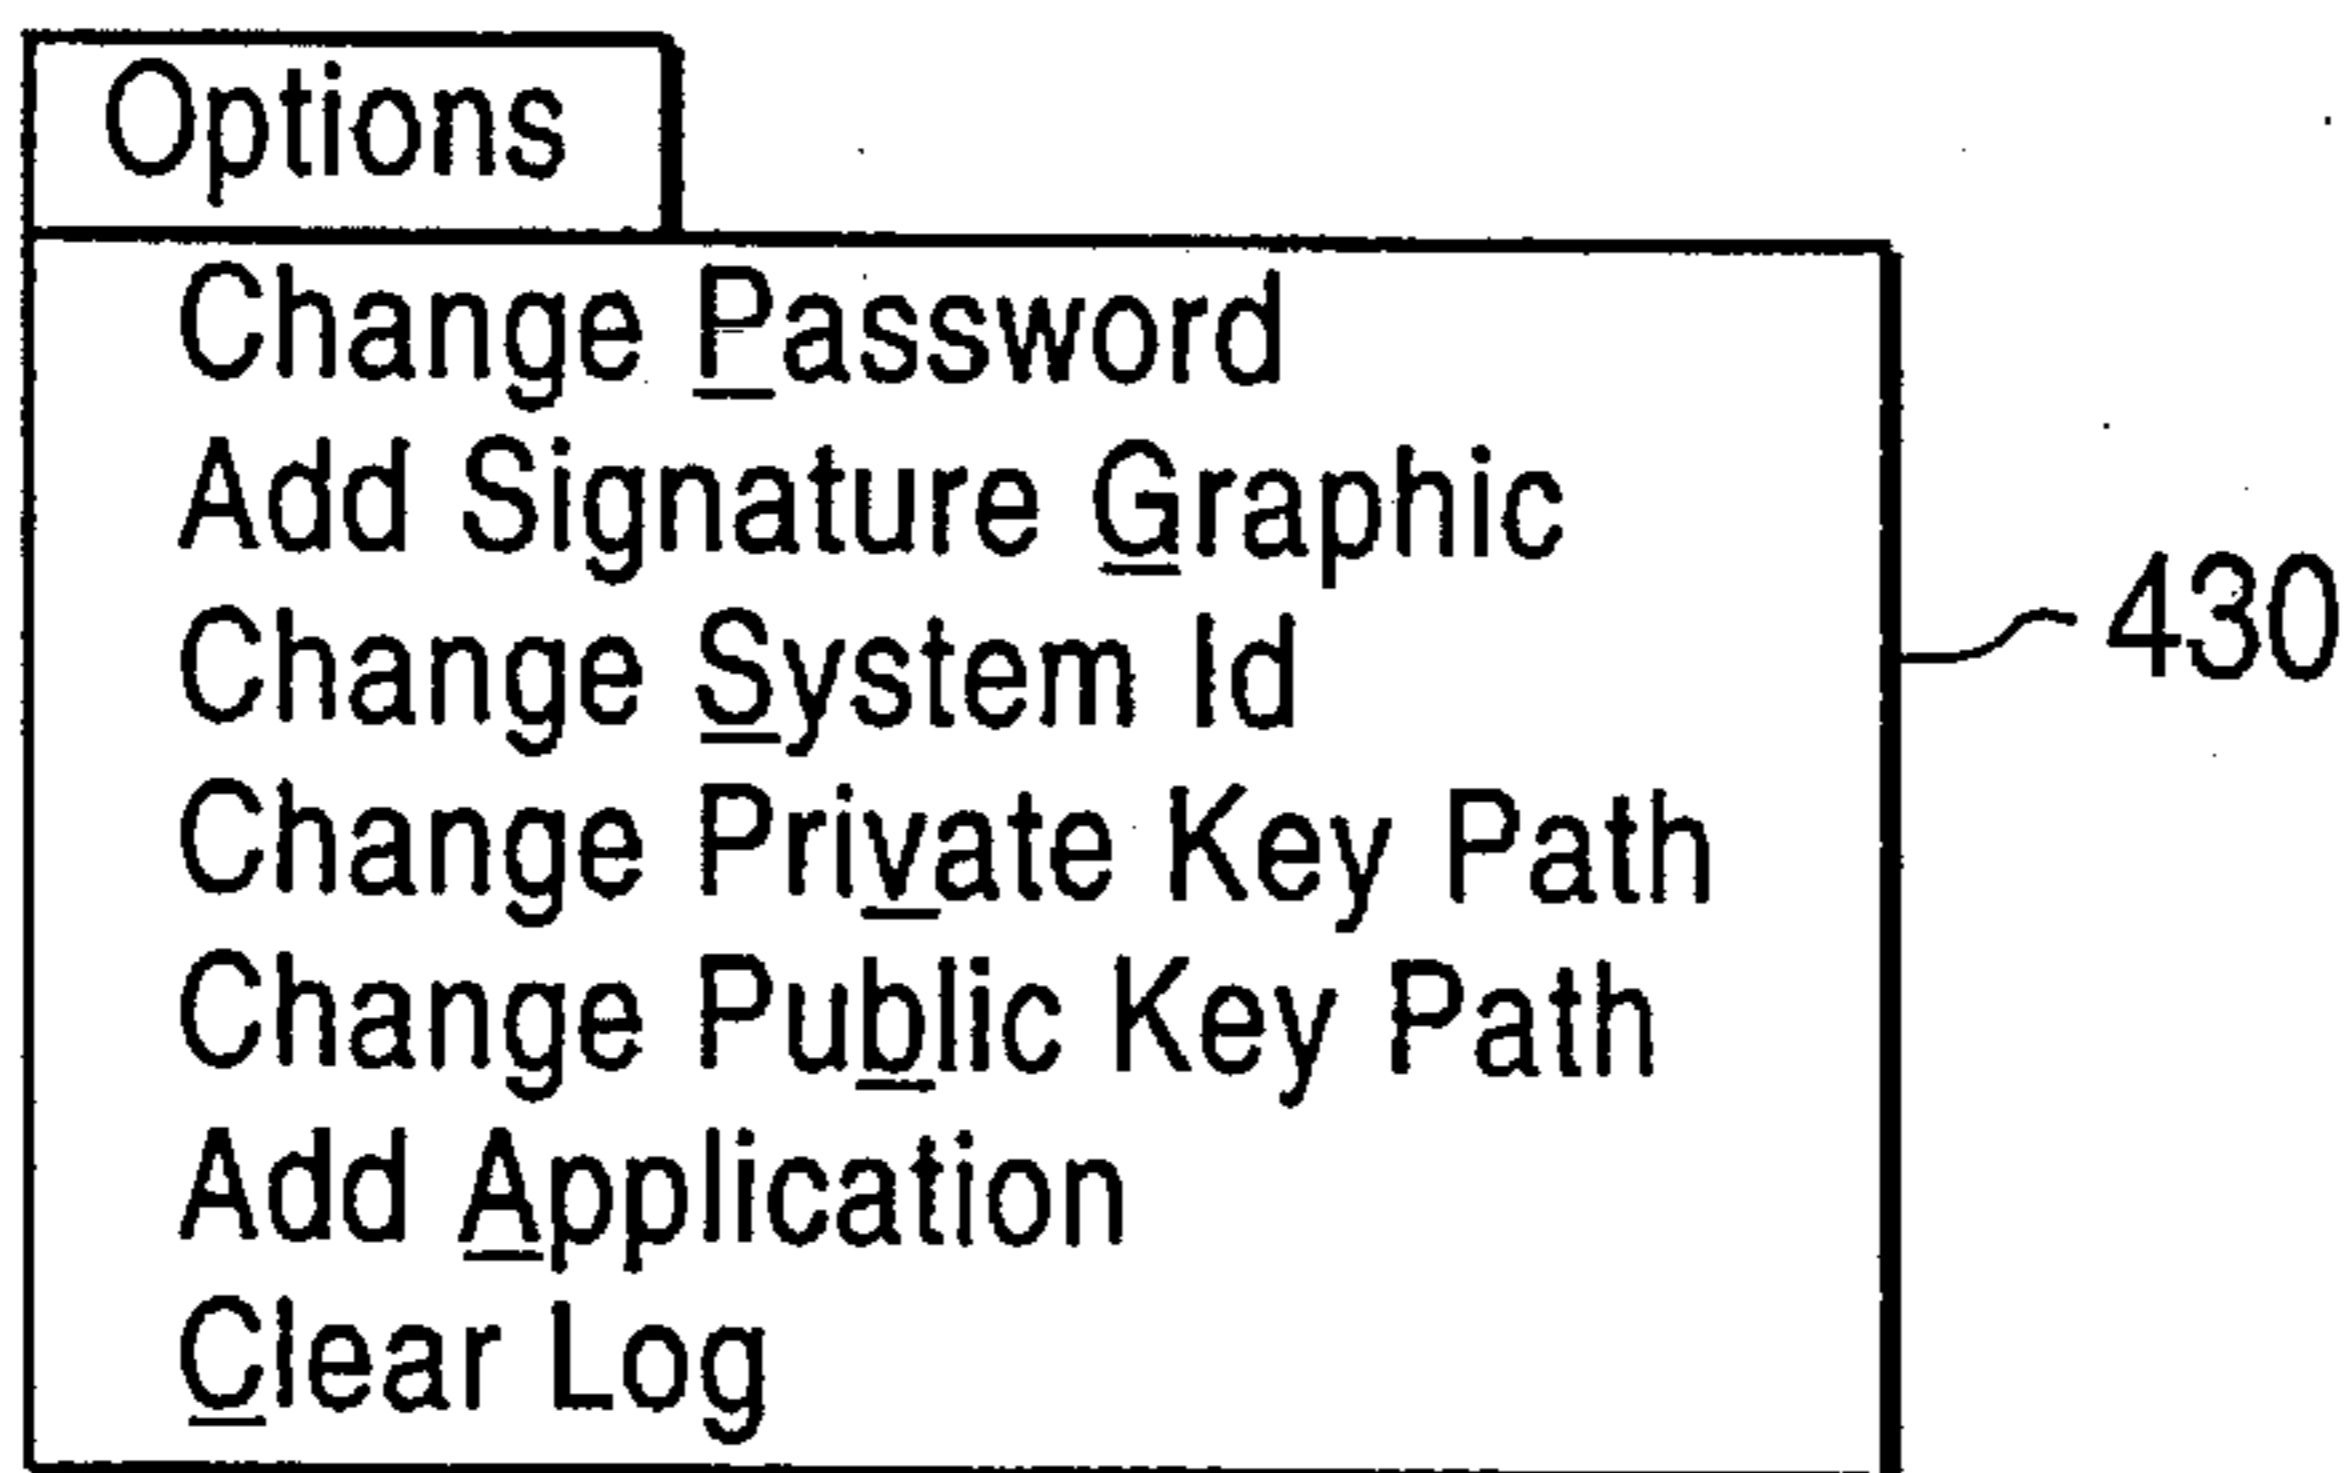 Options
Change Password
Add Signature Graphic
Change System Id
430
Change Private Key Path
Change Public Key Path
Add Application
Clear Log